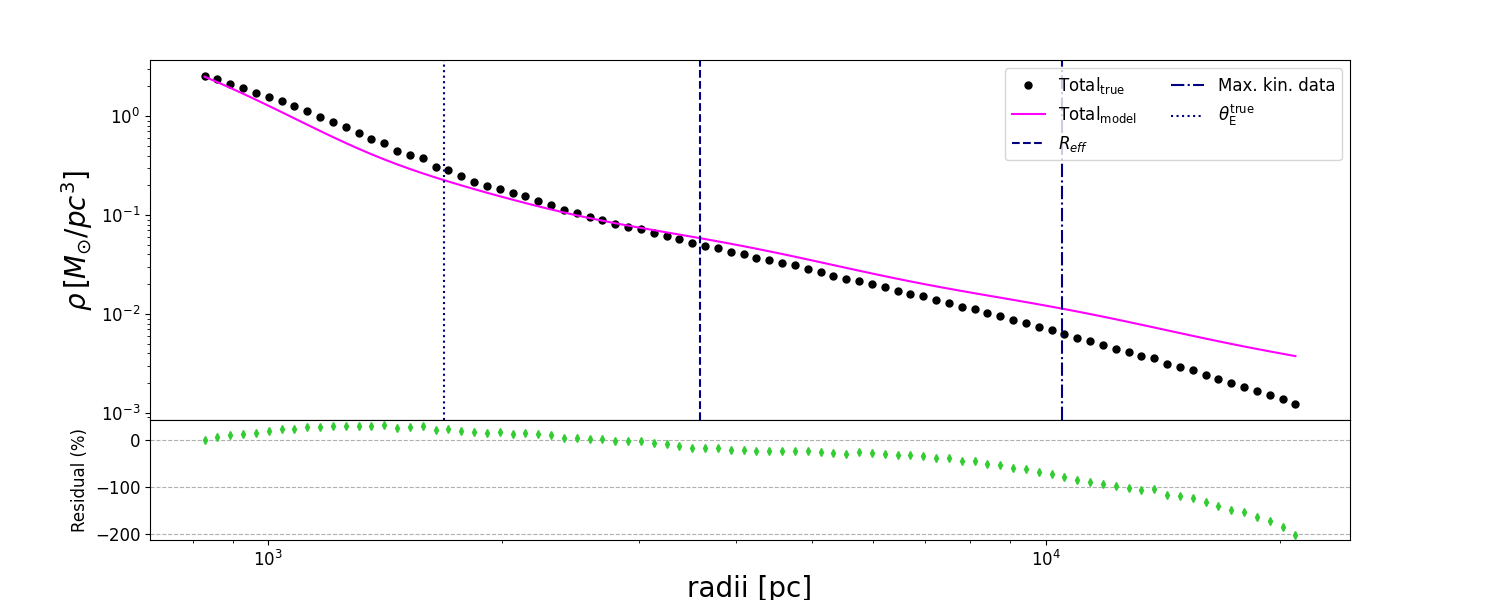 10⁰
10⁻¹
10⁻²
10⁻³
ρ [M⊙/pc³]
Total_true
Total_model
R_eff
Max. kin. data
θ_E^true
0
−100
−200
Residual (%)
10³
10⁴
radii [pc]